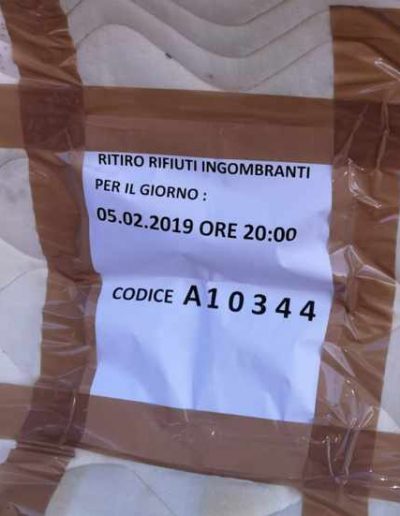 RITIRO RIFIUTI INGOMBRANTI
PER IL GIORNO :
05.02.2019 ORE 20:00
CODICE A10344